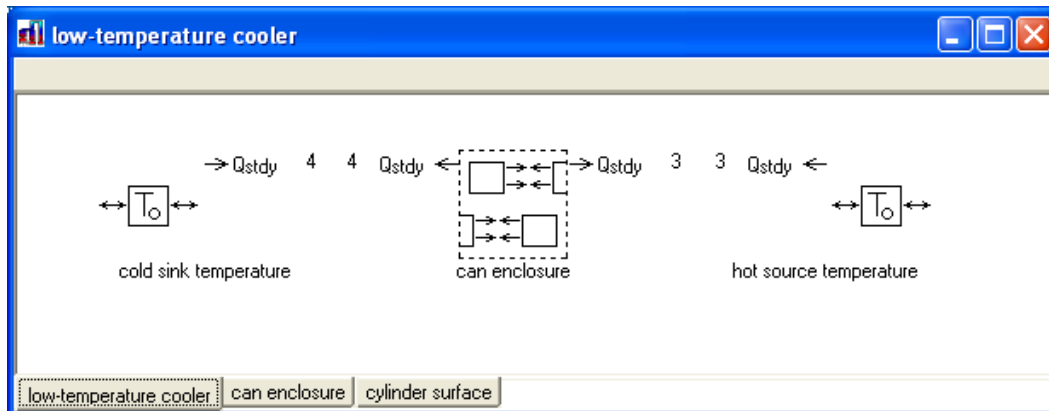 low-temperature cooler
Qstdy 4 4 Qstdy Qstdy 3 3 Qstdy
To To
cold sink temperature can enclosure hot source temperature
low-temperature cooler can enclosure cylinder surface